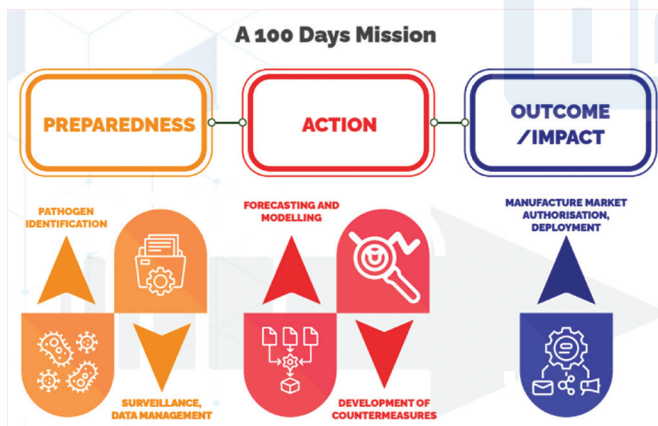 A 100 Days Mission
PREPAREDNESS
ACTION
OUTCOME
/IMPACT
PATHOGEN
IDENTIFICATION
FORECASTING AND
MODELLING
MANUFACTURE MARKET
AUTHORISATION,
DEPLOYMENT
SURVEILLANCE,
DATA MANAGEMENT
DEVELOPMENT OF
COUNTERMEASURES